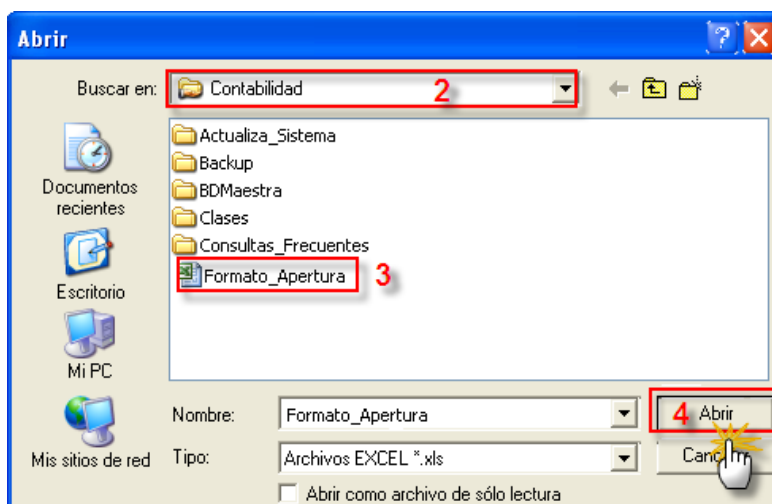 Abrir
Buscar en: Contabilidad 2
Actualiza_Sistema
Backup
BDMaestra
Clases
Consultas_Frecuentes
Formato_Apertura 3
Documentos
recientes
Escritorio
Mi PC
Mis sitios de red
Nombre: Formato_Apertura 4 Abrir
Tipo: Archivos EXCEL *.xls
Abrir como archivo de sólo lectura